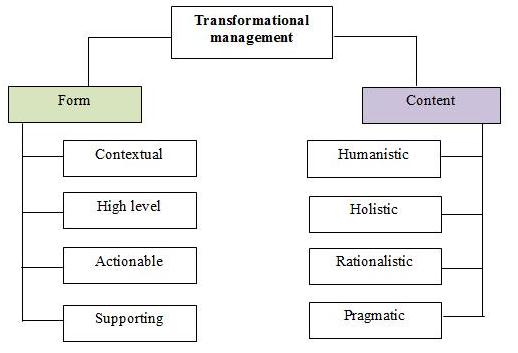 Transformational
management
Form
Content
Contextual
High level
Actionable
Supporting
Humanistic
Holistic
Rationalistic
Pragmatic